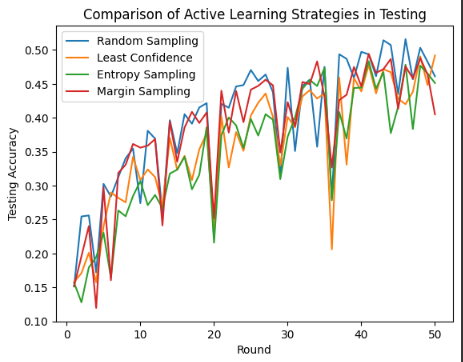 Comparison of Active Learning Strategies in Testing
Random Sampling
Least Confidence
Entropy Sampling
Margin Sampling
Testing Accuracy
0.50
0.45
0.40
0.35
0.30
0.25
0.20
0.15
0.10
0 10 20 30 40 50
Round